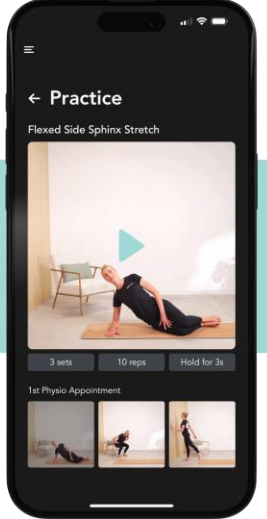 Practice
Flexed Side Sphinx Stretch
3 sets
10 reps
Hold for 3s
1st Physio Appointment